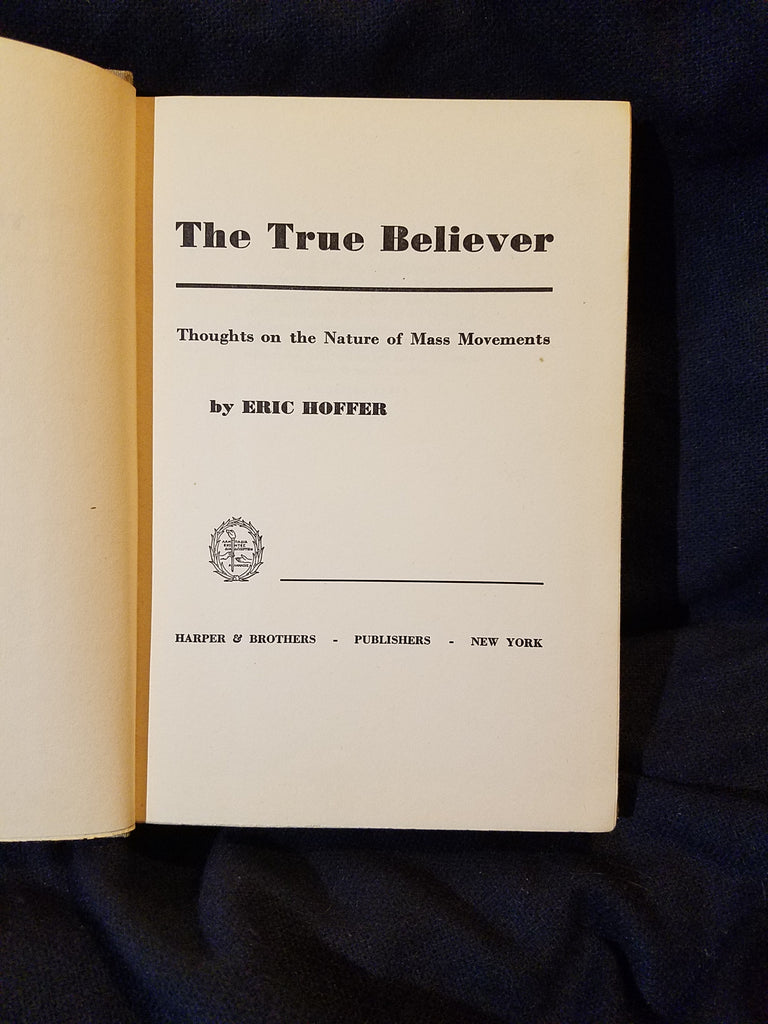 The True Believer
Thoughts on the Nature of Mass Movements
by ERIC HOFFER
HARPER & BROTHERS - PUBLISHERS - NEW YORK